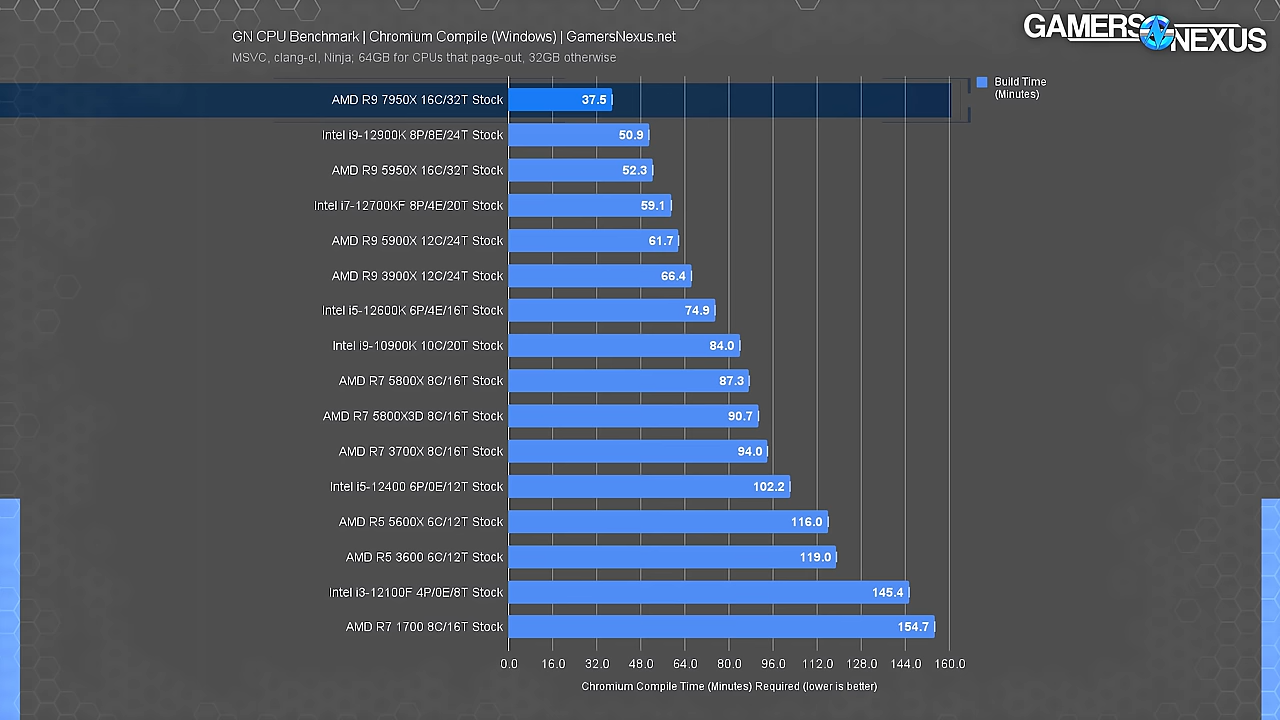 GN CPU Benchmark | Chromium Compile (Windows) | GamersNexus.net
MSVC, clang-cl, Ninja; 64GB for CPUs that page-out, 32GB otherwise
GAMERS NEXUS
Build Time
(Minutes)
AMD R9 7950X 16C/32T Stock 37.5
Intel i9-12900K 8P/8E/24T Stock 50.9
AMD R9 5950X 16C/32T Stock 52.3
Intel i7-12700KF 8P/4E/20T Stock 59.1
AMD R9 5900X 12C/24T Stock 61.7
AMD R9 3900X 12C/24T Stock 66.4
Intel i5-12600K 6P/4E/16T Stock 74.9
Intel i9-10900K 10C/20T Stock 84.0
AMD R7 5800X 8C/16T Stock 87.3
AMD R7 5800X3D 8C/16T Stock 90.7
AMD R7 3700X 8C/16T Stock 94.0
Intel i5-12400 6P/0E/12T Stock 102.2
AMD R5 5600X 6C/12T Stock 116.0
AMD R5 3600 6C/12T Stock 119.0
Intel i3-12100F 4P/0E/8T Stock 145.4
AMD R7 1700 8C/16T Stock 154.7
0.0 16.0 32.0 48.0 64.0 80.0 96.0 112.0 128.0 144.0 160.0
Chromium Compile Time (Minutes) Required (lower is better)